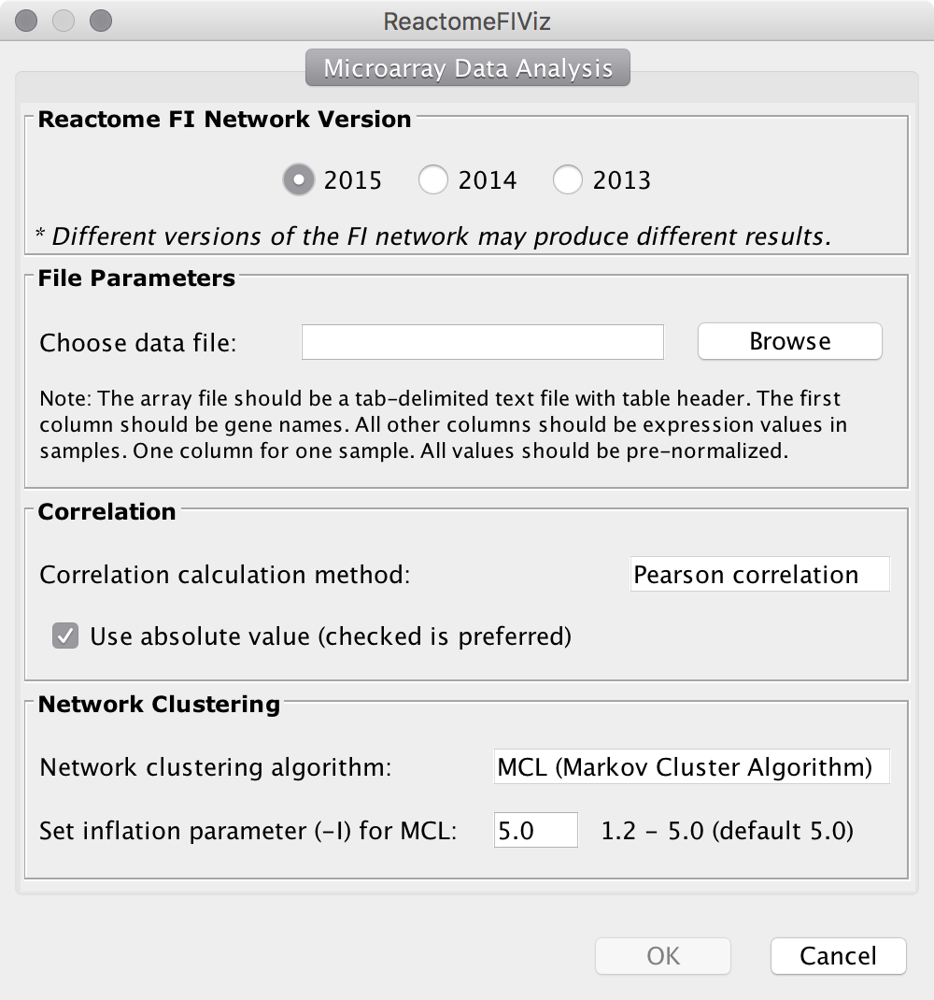 ReactomeFIViz
Microarray Data Analysis
Reactome FI Network Version
2015 2014 2013
* Different versions of the FI network may produce different results.
File Parameters
Choose data file: Browse
Note: The array file should be a tab-delimited text file with table header. The first
column should be gene names. All other columns should be expression values in
samples. One column for one sample. All values should be pre-normalized.
Correlation
Correlation calculation method: Pearson correlation
Use absolute value (checked is preferred)
Network Clustering
Network clustering algorithm: MCL (Markov Cluster Algorithm)
Set inflation parameter (-I) for MCL: 5.0 1.2 - 5.0 (default 5.0)
OK Cancel